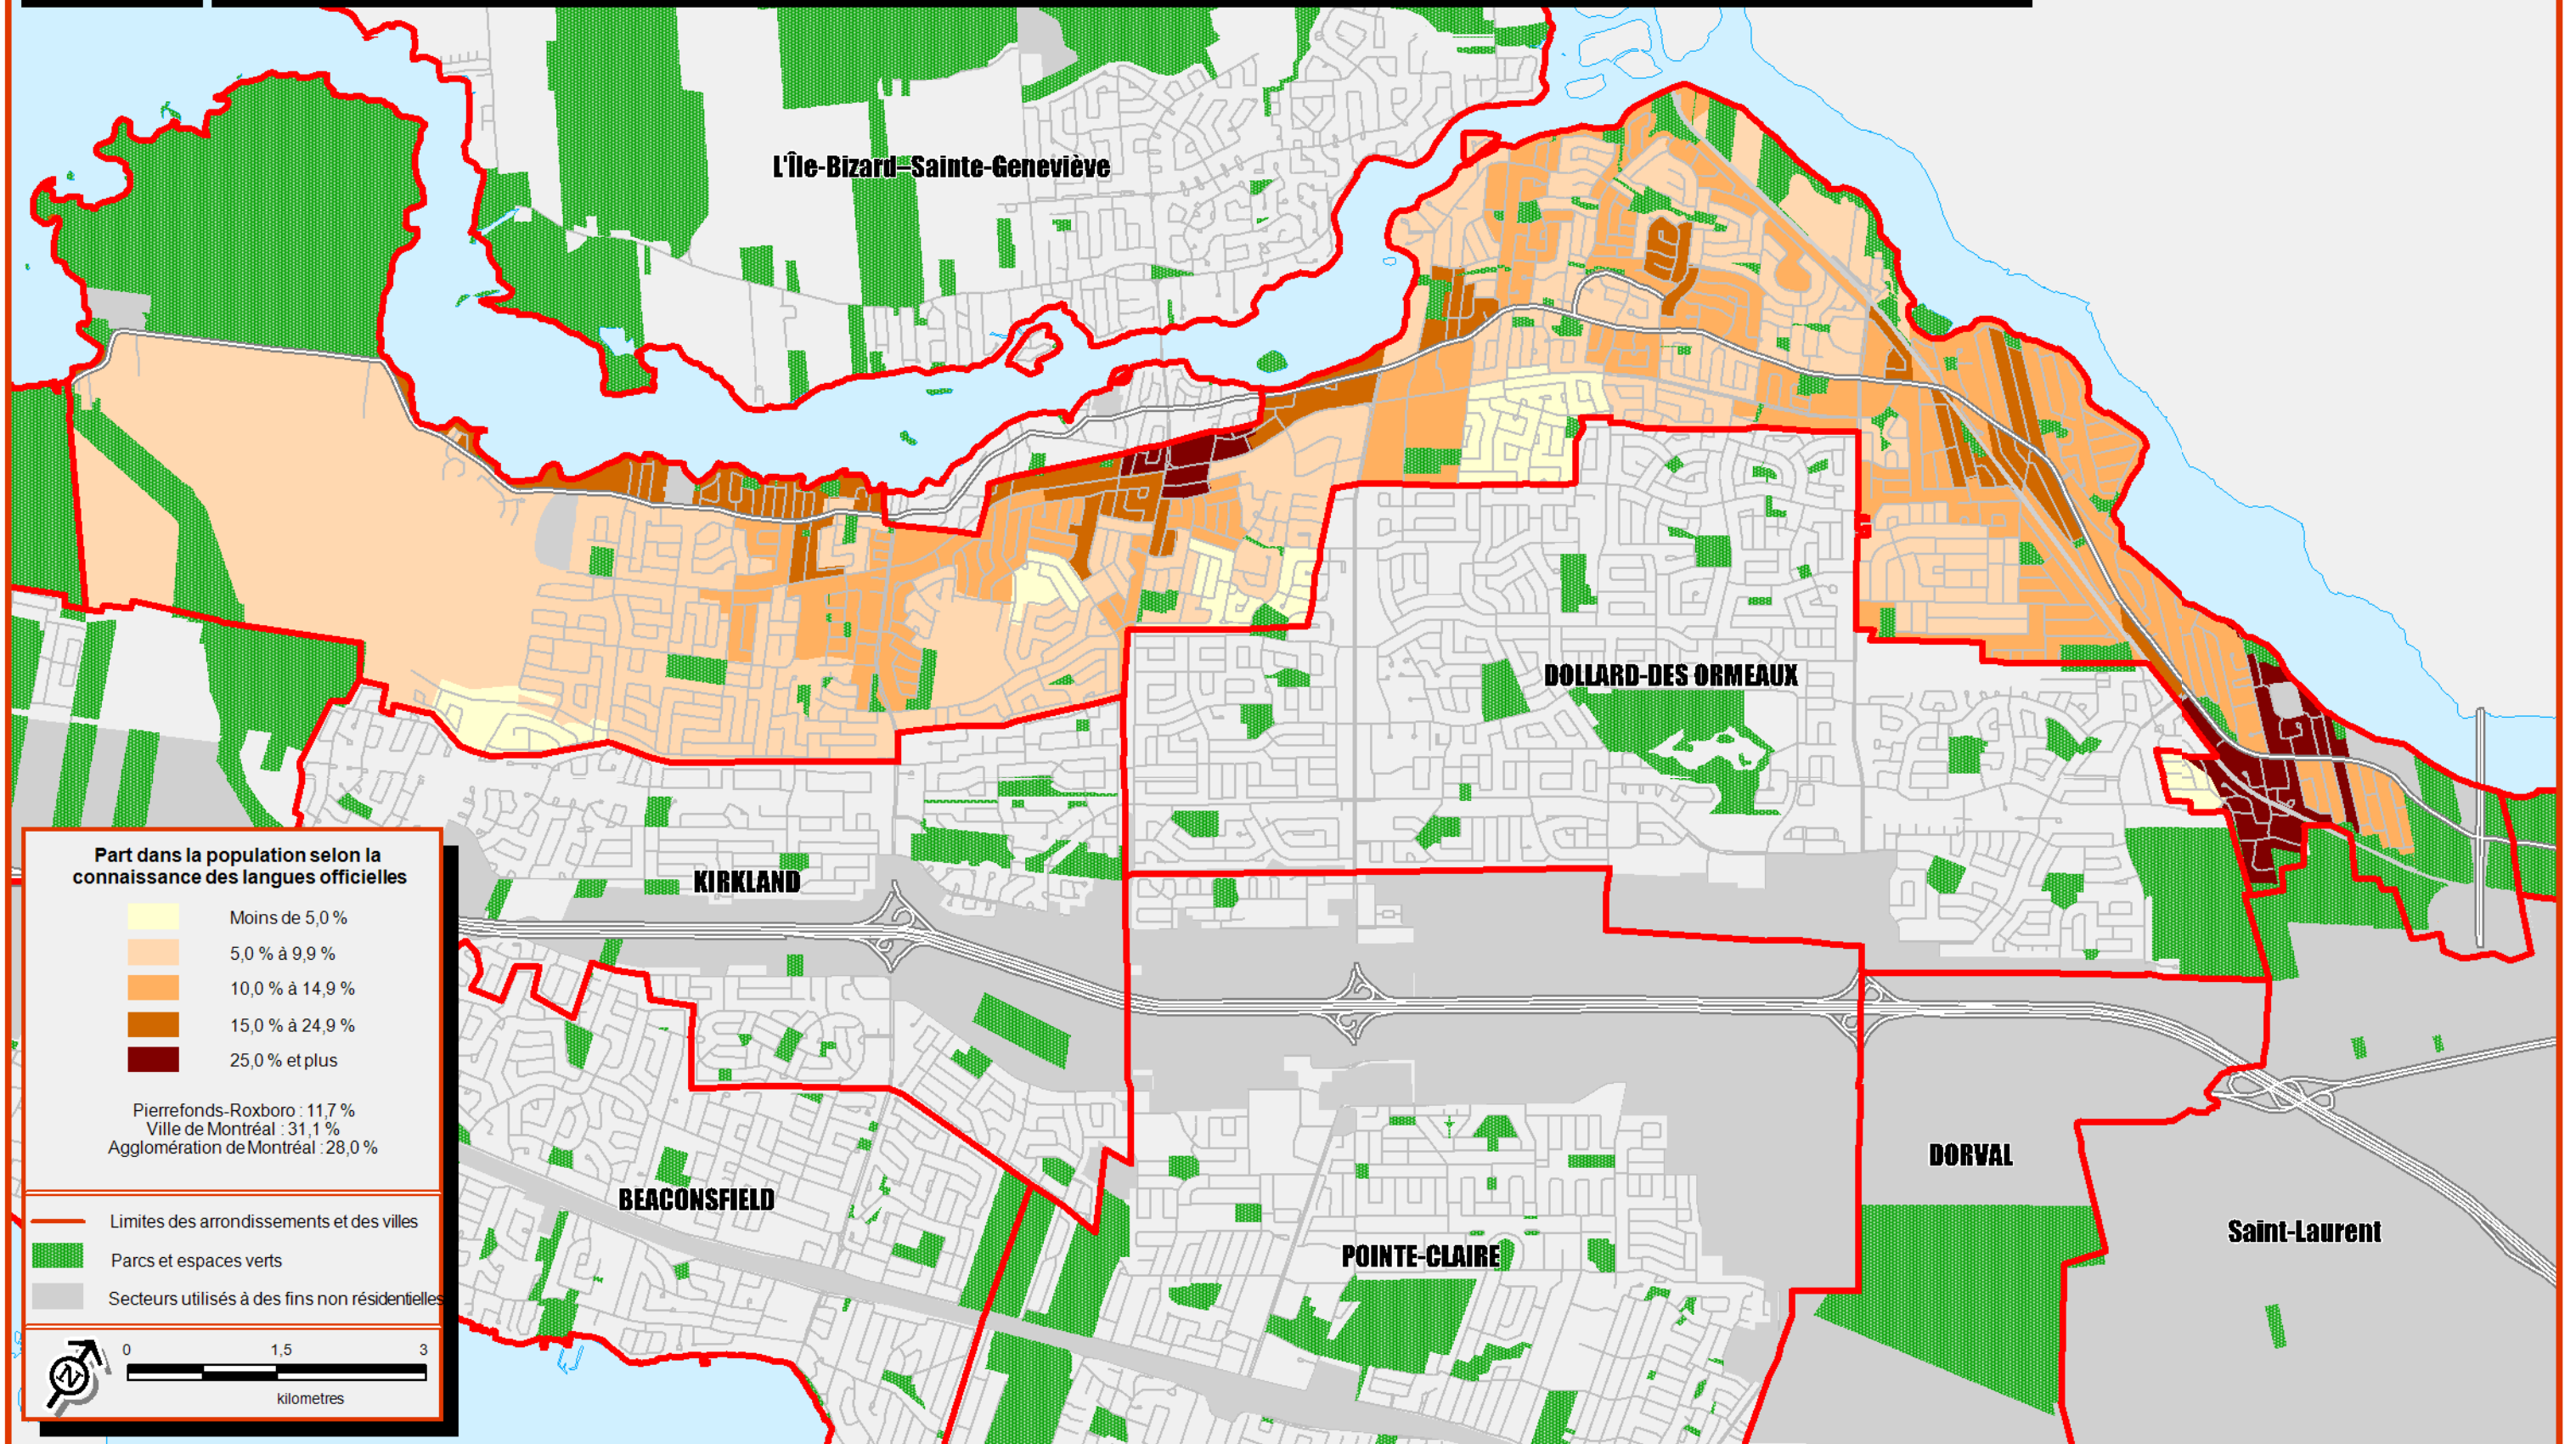 L'Île-Bizard–Sainte-Geneviève
DOLLARD-DES ORMEAUX
KIRKLAND
BEACONSFIELD
POINTE-CLAIRE
DORVAL
Saint-Laurent
Part dans la population selon la
connaissance des langues officielles
Moins de 5,0 %
5,0 % à 9,9 %
10,0 % à 14,9 %
15,0 % à 24,9 %
25,0 % et plus
Pierrefonds-Roxboro : 11,7 %
Ville de Montréal : 31,1 %
Agglomération de Montréal : 28,0 %
Limites des arrondissements et des villes
Parcs et espaces verts
Secteurs utilisés à des fins non résidentielles
N
0 1,5 3
kilometres